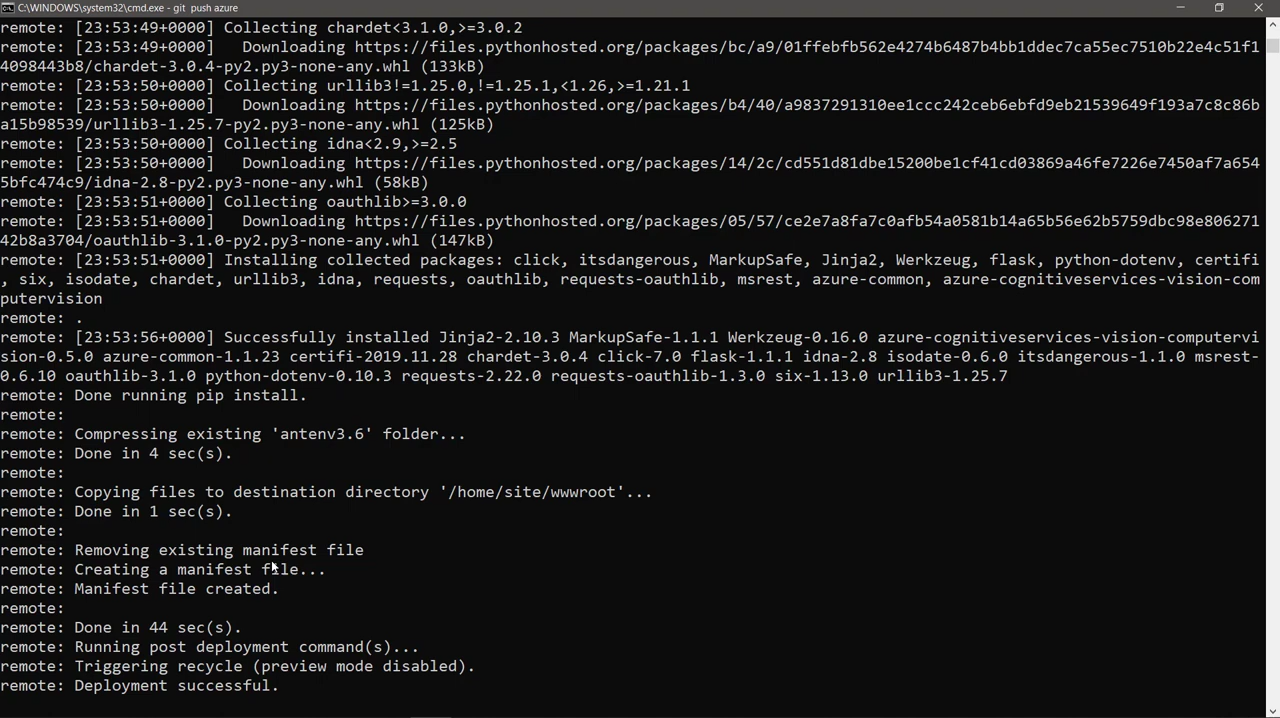 C:\WINDOWS\system32\cmd.exe - git push azure
remote: [23:53:49+0000] Collecting chardet<3.1.0,>=3.0.2
remote: [23:53:49+0000]   Downloading https://files.pythonhosted.org/packages/bc/a9/01ffebfb562e4274b6487b4bb1ddec7ca55ec7510b22e4c51f1
4098443b8/chardet-3.0.4-py2.py3-none-any.whl (133kB)
remote: [23:53:50+0000] Collecting urllib3!=1.25.0,!=1.25.1,<1.26,>=1.21.1
remote: [23:53:50+0000]   Downloading https://files.pythonhosted.org/packages/b4/40/a9837291310ee1ccc242ceb6ebfd9eb21539649f193a7c8c86b
a15b98539/urllib3-1.25.7-py2.py3-none-any.whl (125kB)
remote: [23:53:50+0000] Collecting idna<2.9,>=2.5
remote: [23:53:50+0000]   Downloading https://files.pythonhosted.org/packages/14/2c/cd551d81dbe15200be1cf41cd03869a46fe7226e7450af7a654
5bfc474c9/idna-2.8-py2.py3-none-any.whl (58kB)
remote: [23:53:51+0000] Collecting oauthlib>=3.0.0
remote: [23:53:51+0000]   Downloading https://files.pythonhosted.org/packages/05/57/ce2e7a8fa7c0afb54a0581b14a65b56e62b5759dbc98e806271
42b8a3704/oauthlib-3.1.0-py2.py3-none-any.whl (147kB)
remote: [23:53:51+0000] Installing collected packages: click, itsdangerous, MarkupSafe, Jinja2, Werkzeug, flask, python-dotenv, certifi
, six, isodate, chardet, urllib3, idna, requests, oauthlib, requests-oauthlib, msrest, azure-common, azure-cognitiveservices-vision-com
putervision
remote: .
remote: [23:53:56+0000] Successfully installed Jinja2-2.10.3 MarkupSafe-1.1.1 Werkzeug-0.16.0 azure-cognitiveservices-vision-computervi
sion-0.5.0 azure-common-1.1.23 certifi-2019.11.28 chardet-3.0.4 click-7.0 flask-1.1.1 idna-2.8 isodate-0.6.0 itsdangerous-1.1.0 msrest-
0.6.10 oauthlib-3.1.0 python-dotenv-0.10.3 requests-2.22.0 requests-oauthlib-1.3.0 six-1.13.0 urllib3-1.25.7
remote: Done running pip install.
remote:
remote: Compressing existing 'antenv3.6' folder...
remote: Done in 4 sec(s).
remote:
remote: Copying files to destination directory '/home/site/wwwroot'...
remote: Done in 1 sec(s).
remote:
remote: Removing existing manifest file
remote: Creating a manifest file...
remote: Manifest file created.
remote:
remote: Done in 44 sec(s).
remote: Running post deployment command(s)...
remote: Triggering recycle (preview mode disabled).
remote: Deployment successful.